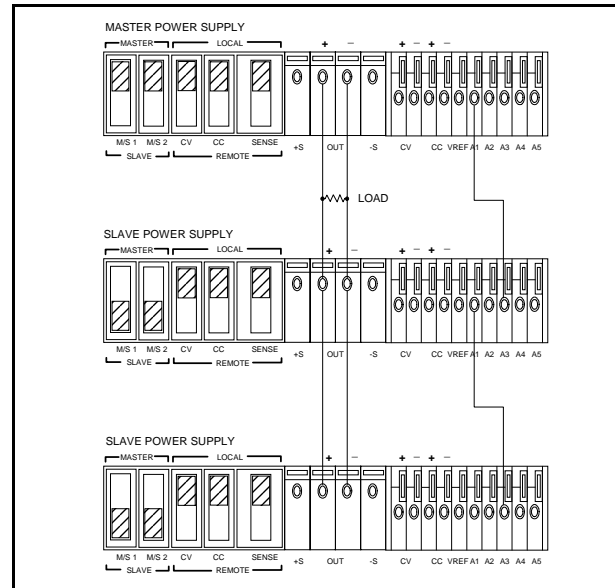 MASTER POWER SUPPLY
MASTER LOCAL + − + − + −
M/S 1 M/S 2 CV CC SENSE +S OUT -S CV CC VREF A1 A2 A3 A4 A5
SLAVE REMOTE
LOAD
SLAVE POWER SUPPLY
MASTER LOCAL + − + − + −
M/S 1 M/S 2 CV CC SENSE +S OUT -S CV CC VREF A1 A2 A3 A4 A5
SLAVE REMOTE
SLAVE POWER SUPPLY
MASTER LOCAL + − + − + −
M/S 1 M/S 2 CV CC SENSE +S OUT -S CV CC VREF A1 A2 A3 A4 A5
SLAVE REMOTE